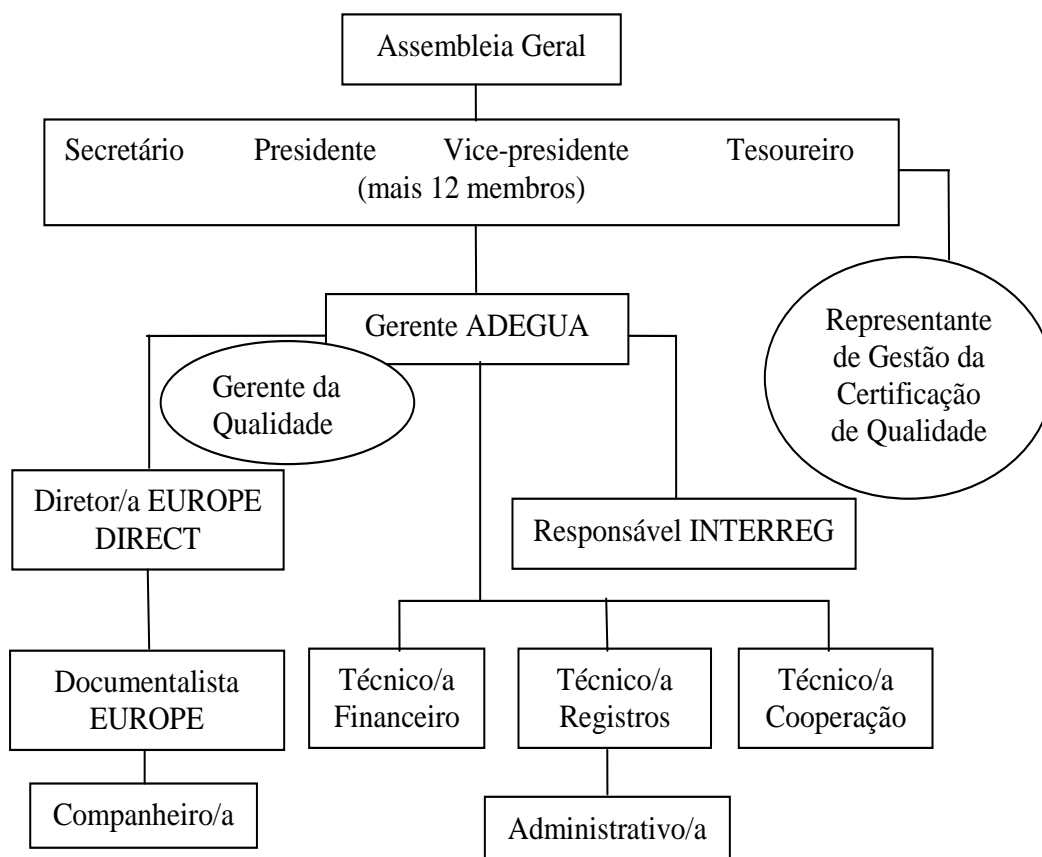 Assembleia Geral
Secretário Presidente Vice-presidente Tesoureiro
(mais 12 membros)
Gerente ADEGUA
Representante
de Gestão da
Certificação
de Qualidade
Gerente da
Qualidade
Diretor/a EUROPE
DIRECT
Responsável INTERREG
Documentalista
EUROPE
Técnico/a
Financeiro
Técnico/a
Registros
Técnico/a
Cooperação
Companheiro/a
Administrativo/a